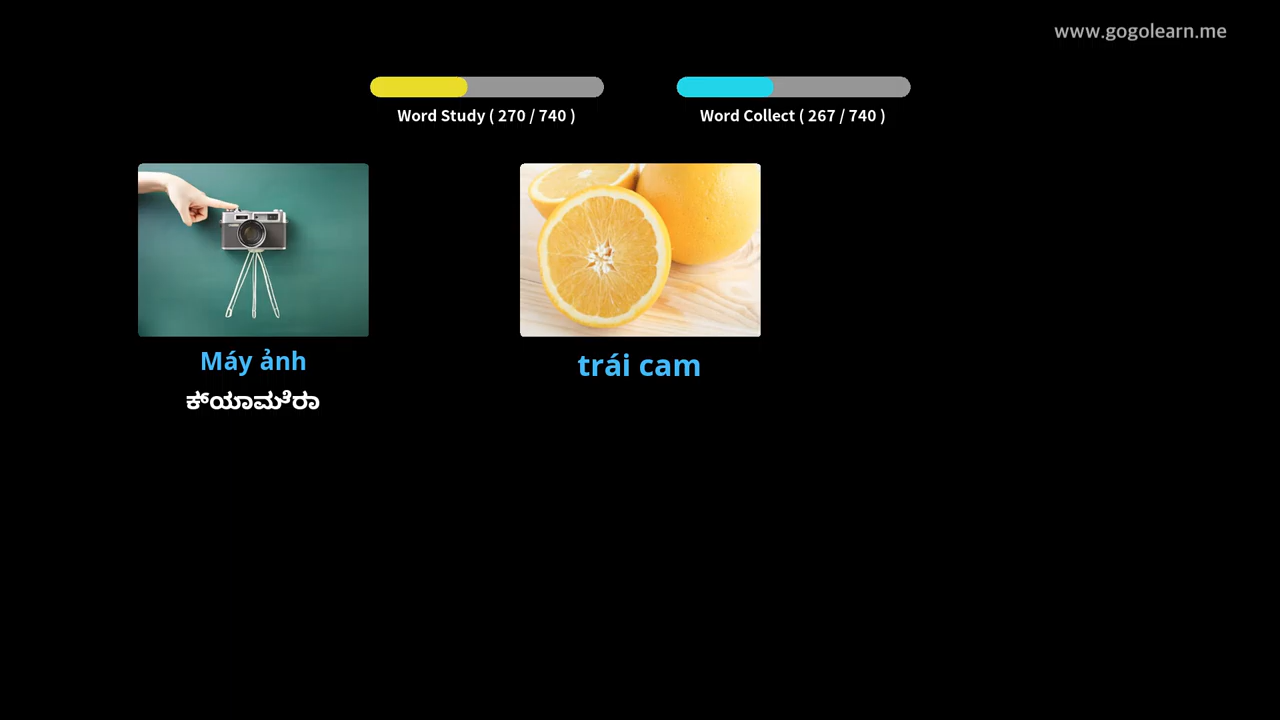 www.gogolearn.me
Word Study ( 270 / 740 )
Word Collect ( 267 / 740 )
Máy ảnh
trái cam
ಕ್ಯಾಮೆರಾ